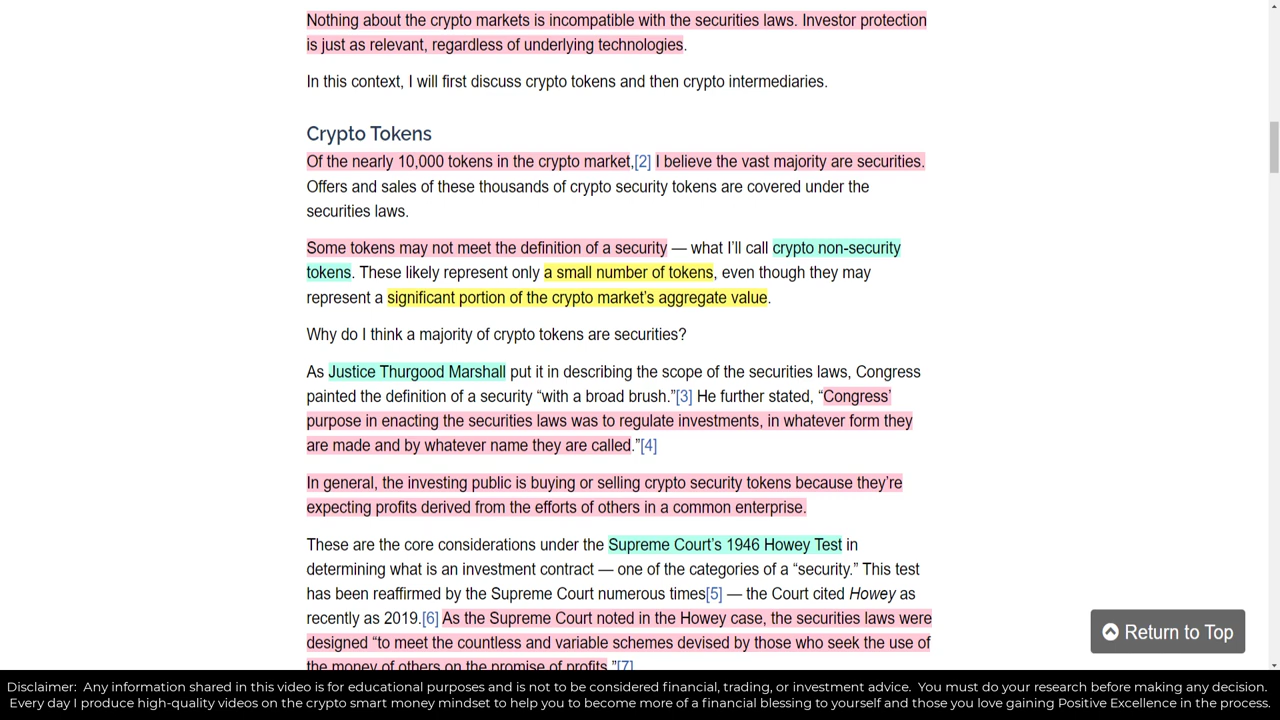 Nothing about the crypto markets is incompatible with the securities laws. Investor protection
is just as relevant, regardless of underlying technologies.
In this context, I will first discuss crypto tokens and then crypto intermediaries.
Crypto Tokens
Of the nearly 10,000 tokens in the crypto market,[2] I believe the vast majority are securities.
Offers and sales of these thousands of crypto security tokens are covered under the
securities laws.
Some tokens may not meet the definition of a security — what I’ll call crypto non-security
tokens. These likely represent only a small number of tokens, even though they may
represent a significant portion of the crypto market’s aggregate value.
Why do I think a majority of crypto tokens are securities?
As Justice Thurgood Marshall put it in describing the scope of the securities laws, Congress
painted the definition of a security “with a broad brush.”[3] He further stated, “Congress’
purpose in enacting the securities laws was to regulate investments, in whatever form they
are made and by whatever name they are called.”[4]
In general, the investing public is buying or selling crypto security tokens because they’re
expecting profits derived from the efforts of others in a common enterprise.
These are the core considerations under the Supreme Court’s 1946 Howey Test in
determining what is an investment contract — one of the categories of a “security.” This test
has been reaffirmed by the Supreme Court numerous times[5] — the Court cited Howey as
recently as 2019.[6] As the Supreme Court noted in the Howey case, the securities laws were
designed “to meet the countless and variable schemes devised by those who seek the use of
the money of others on the promise of profits.”[7]
Return to Top
Disclaimer: Any information shared in this video is for educational purposes and is not to be considered financial, trading, or investment advice. You must do your research before making any decision.
Every day I produce high-quality videos on the crypto smart money mindset to help you to become more of a financial blessing to yourself and those you love gaining Positive Excellence in the process.